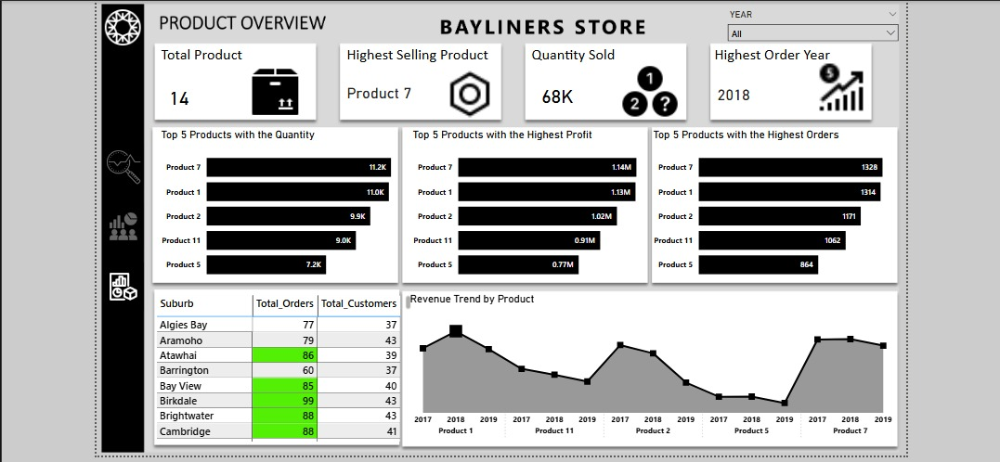 PRODUCT OVERVIEW
BAYLINERS STORE
YEAR
All
Total Product
14
Highest Selling Product
Product 7
Quantity Sold
68K
1
2 ?
Highest Order Year
2018
5
Top 5 Products with the Quantity
Product 7 11.2K
Product 1 11.0K
Product 2 9.9K
Product 11 9.0K
Product 5 7.2K
Top 5 Products with the Highest Profit
Product 7 1.14M
Product 1 1.13M
Product 2 1.02M
Product 11 0.91M
Product 5 0.77M
Top 5 Products with the Highest Orders
Product 7 1328
Product 1 1314
Product 2 1171
Product 11 1062
Product 5 864
Suburb Total_Orders Total_Customers
Algies Bay 77 37
Aramoho 79 43
Atawhai 86 39
Barrington 60 37
Bay View 85 40
Birkdale 99 43
Brightwater 88 43
Cambridge 88 41
Revenue Trend by Product
2017 2018 2019 2017 2018 2019 2017 2018 2019 2017 2018 2019 2017 2018 2019
Product 1 Product 11 Product 2 Product 5 Product 7